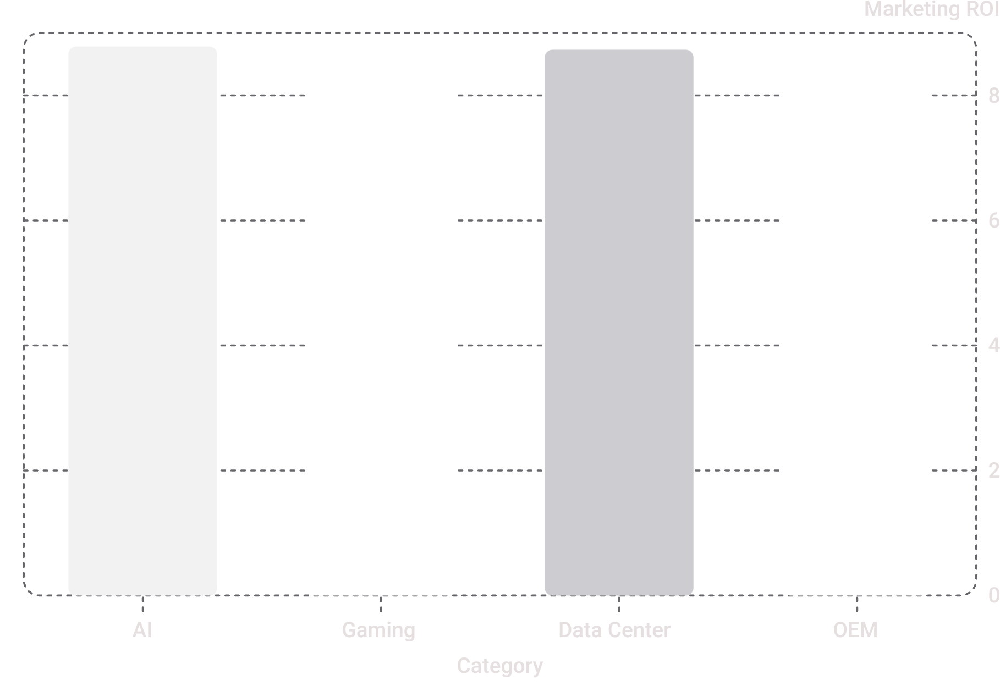 Marketing ROI
8
6
4
2
0
AI
Gaming
Data Center
OEM
Category